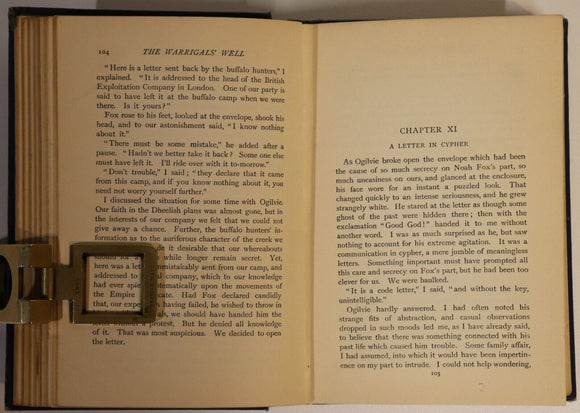 104 THE WARRIGALS' WELL
"Here is a letter sent back by the buffalo hunters," I
explained. "It is addressed to the head of the British
Exploitation Company in London. One of our party is
said to have left it at the buffalo camp when we were
there. Is it yours?"
Fox rose to his feet, looked at the envelope, shook his
head, and to our astonishment said, "I know nothing
about it."
"There must be some mistake," he added after a
pause. "Hadn't we better take it back? Some one else
must have left it. I'll ride over with it to-morrow."
"Don't trouble," I said; "they declare that it came
from this camp, and if you know nothing about it, you
need not worry yourself further."
I discussed the situation for some time with Ogilvie.
Our faith in the Dheelish plans was almost gone, but in
the interests of our company we felt that we could not
give away a chance. Further, the buffalo hunters'
information as to the auriferous character of the creek we
it desirable that our whereabouts
should for a while longer remain secret. Yet,
here was a letter unmistakably sent from our camp, and
addressed to company, which to our knowledge
had ever spied systematically upon the movements of
the Empire Syndicate. Had Fox declared candidly
that, our expedition having failed, he wished to throw in
, we should have handed him the
letter without a protest. But he denied all knowledge
of it. That was most suspicious. We decided to open
the letter.
CHAPTER XI
A LETTER IN CYPHER
As Ogilvie broke open the envelope which had been
the cause of so much secrecy on Noah Fox's part, so
much uneasiness on ours, and glanced at the enclosure,
his face wore for an instant a puzzled look. That
changed quickly to an intense seriousness, and he grew
strangely white. He stared at the letter as though some
ghost of the past were hidden there; then with the
exclamation "Good God!" handed it to me without
another word. I was as much surprised as he, but saw
nothing to account for his extreme agitation. It was a
communication in cypher, a mere jumble of meaningless
letters. Something important must have prompted all
this care and secrecy on Fox's part, but he had been too
clever for us. We were baulked.
"It is a code letter," I said, "and without the key,
unintelligible."
Ogilvie hardly answered. I had often noted his
strange fits of abstraction, and casual observations
dropped in such moods led me, as I have already said,
to believe that there was something connected with his
past life which caused him trouble. Some family affair,
I had assumed, into which it would have been impertin-
ence on my part to intrude. I could not help wondering,
105